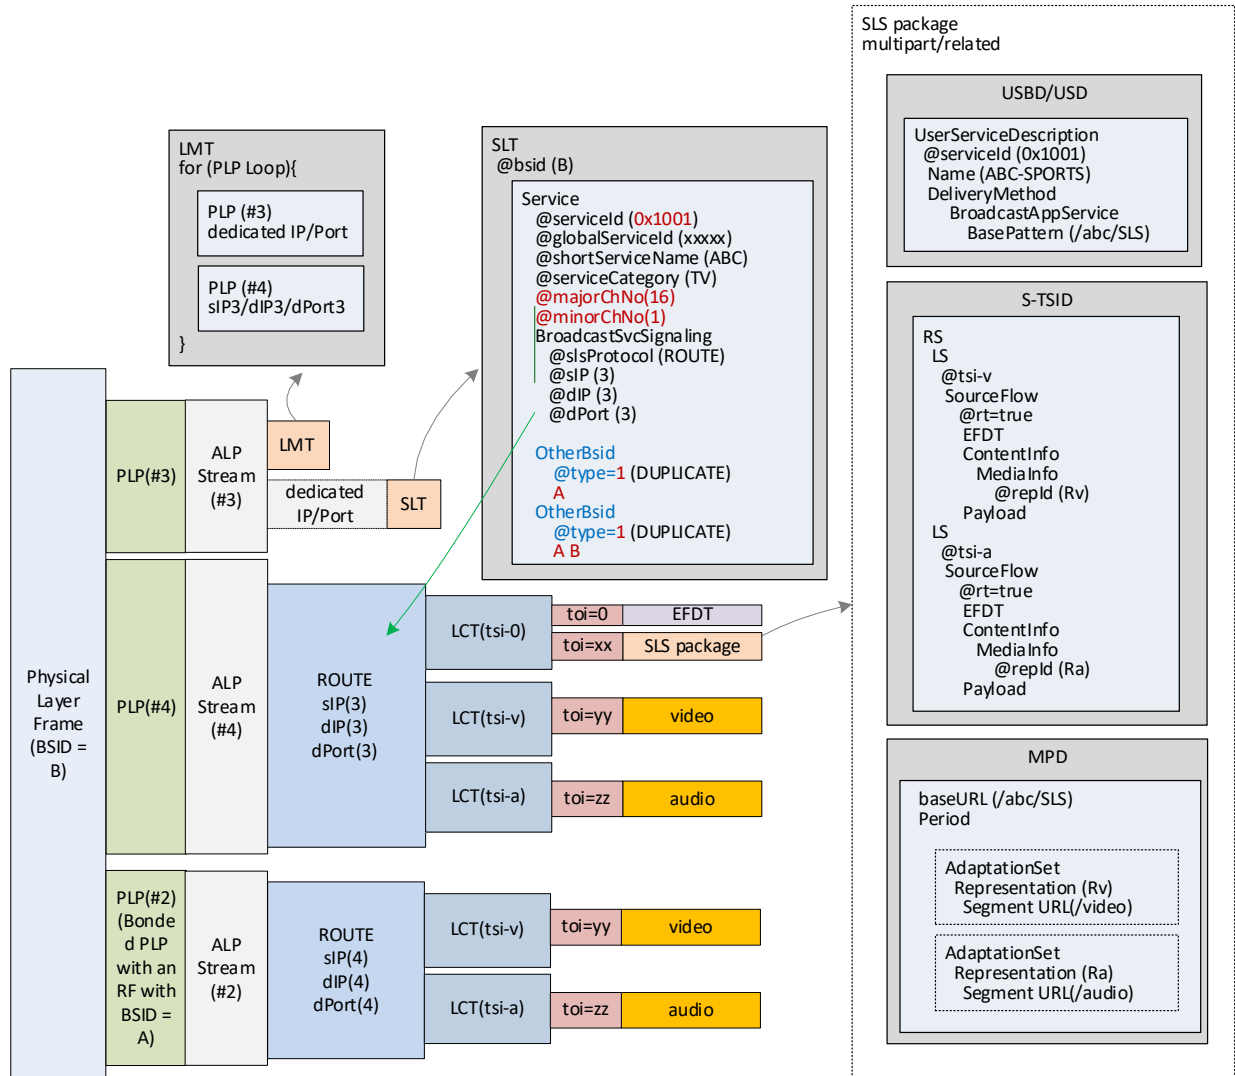 SLS package
multipart/related
USBD/USD
UserServiceDescription
@serviceId (0x1001)
Name (ABC-SPORTS)
DeliveryMethod
BroadcastAppService
BasePattern (/abc/SLS)
S-TSID
RS
LS
@tsi-v
SourceFlow
@rt=true
EFDT
ContentInfo
MediaInfo
@repId (Rv)
Payload
LS
@tsi-a
SourceFlow
@rt=true
EFDT
ContentInfo
MediaInfo
@repId (Ra)
Payload
MPD
baseURL (/abc/SLS)
Period
AdaptationSet
Representation (Rv)
Segment URL(/video)
AdaptationSet
Representation (Ra)
Segment URL(/audio)
LMT
for (PLP Loop){
PLP (#3)
dedicated IP/Port
PLP (#4)
sIP3/dIP3/dPort3
}
SLT
@bsid (B)
Service
@serviceId (0x1001)
@globalServiceId (xxxxx)
@shortServiceName (ABC)
@serviceCategory (TV)
@majorChNo(16)
@minorChNo(1)
BroadcastSvcSignaling
@slsProtocol (ROUTE)
@sIP (3)
@dIP (3)
@dPort (3)
OtherBsid
@type=1 (DUPLICATE)
A
OtherBsid
@type=1 (DUPLICATE)
A B
Physical
Layer
Frame
(BSID =
B)
PLP(#3)
ALP
Stream
(#3)
LMT
dedicated
IP/Port
SLT
PLP(#4)
ALP
Stream
(#4)
ROUTE
sIP(3)
dIP(3)
dPort(3)
LCT(tsi-0)
toi=0
EFDT
toi=xx
SLS package
LCT(tsi-v)
toi=yy
video
LCT(tsi-a)
toi=zz
audio
PLP(#2)
(Bonde
d PLP
with an
RF with
BSID =
A)
ALP
Stream
(#2)
ROUTE
sIP(4)
dIP(4)
dPort(4)
LCT(tsi-v)
toi=yy
video
LCT(tsi-a)
toi=zz
audio